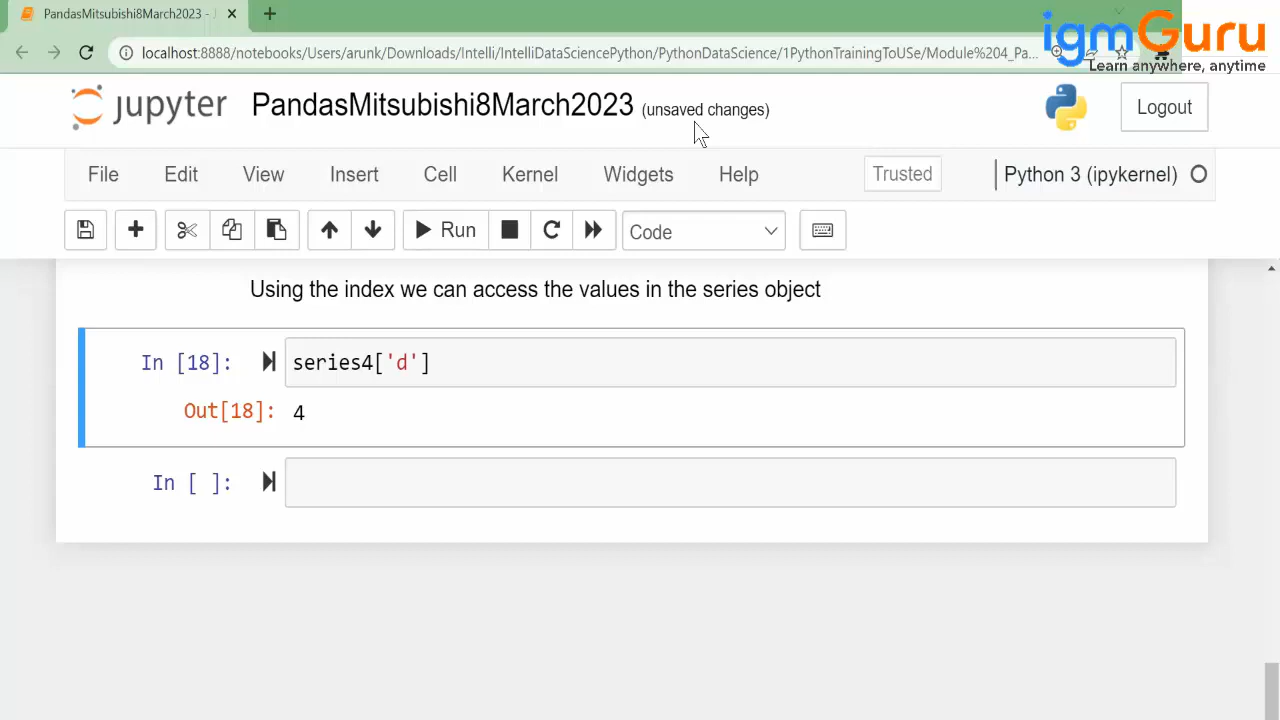 PandasMitsubishi8March2023 -
localhost:8888/notebooks/Users/atulk/Downloads/Intelli/IntelliDataSciencePython/PythonDataScience/1PythonTrainingToUSe/Module%204_Pa...
igmGuru
Learn anywhere, anytime
jupyter PandasMitsubishi8March2023 (unsaved changes)
Logout
File Edit View Insert Cell Kernel Widgets Help Trusted Python 3 (ipykernel)
Run Code
Using the index we can access the values in the series object
In [18]: series4['d']
Out[18]: 4
In [ ]: